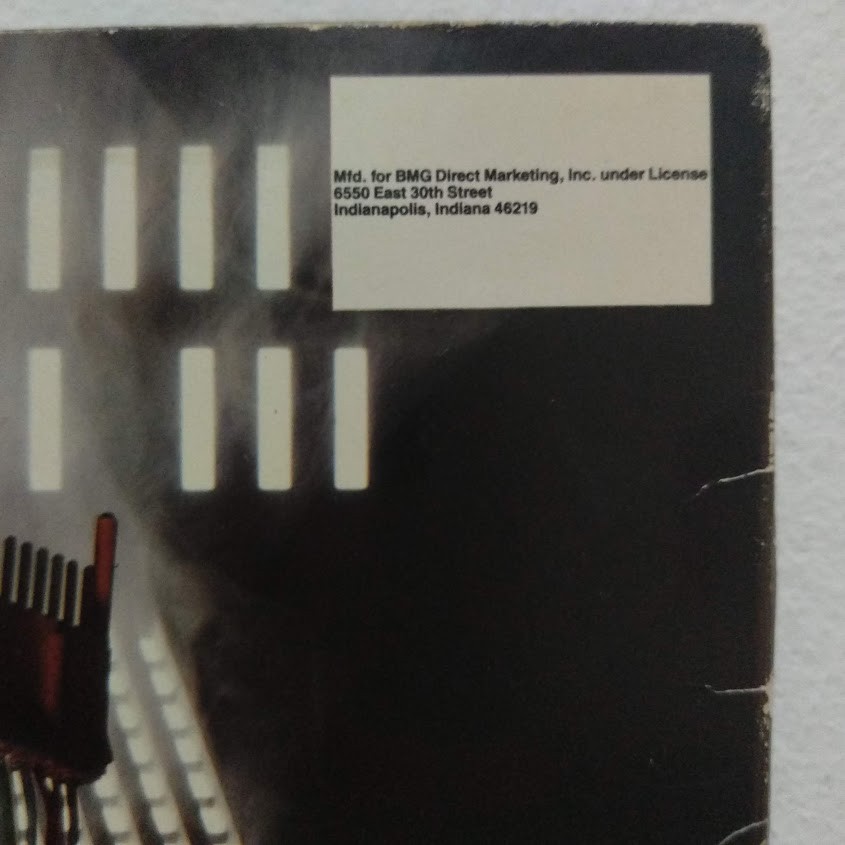 Mfd. for BMG Direct Marketing, Inc. under License
6550 East 30th Street
Indianapolis, Indiana 46219